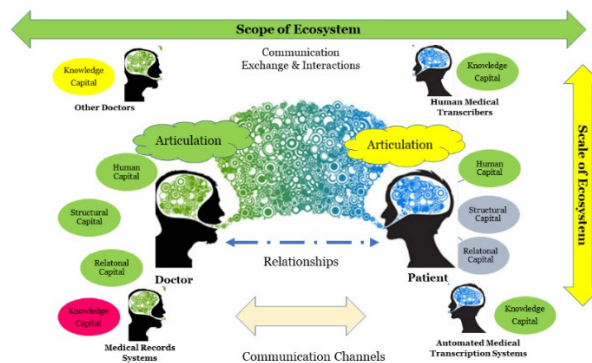 Scope of Ecosystem
Communication
Exchange & Interactions
Knowledge
Capital
Other Doctors
Knowledge
Capital
Human Medical
Transcribers
Articulation
Articulation
Human
Capital
Structural
Capital
Relatonal
Capital
Doctor
Relationships
Human
Capital
Structural
Capital
Relatonal
Capital
Patient
Scale of Ecosystem
Knowledge
Capital
Medical Records
Systems
Communication Channels
Knowledge
Capital
Automated Medical
Transcription Systems